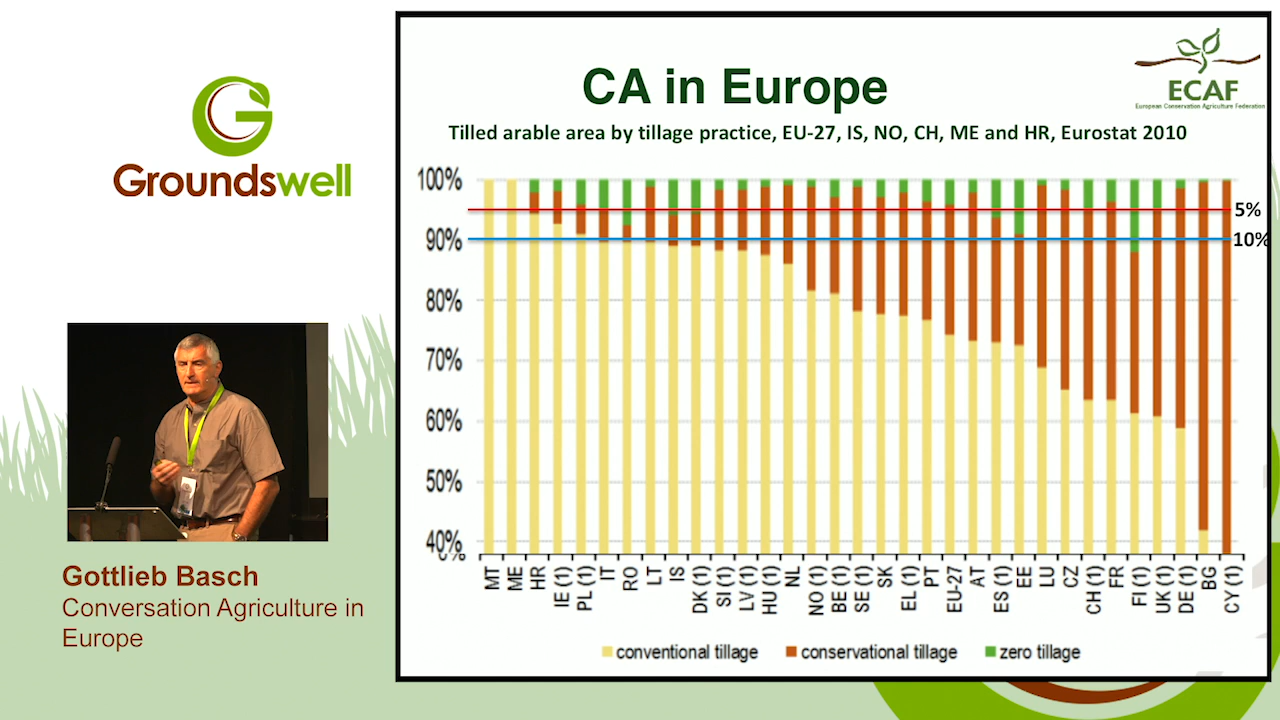 Groundswell
Gottlieb Basch
Conversation Agriculture in
Europe
CA in Europe
ECAF
European Conservation Agriculture Federation
Tilled arable area by tillage practice, EU-27, IS, NO, CH, ME and HR, Eurostat 2010
100%
90%
80%
70%
60%
50%
40%
5%
10%
MT
ME
HR
IE (1)
PL (1)
IT
RO
LT
IS
DK (1)
SI (1)
LV (1)
HU (1)
NL
NO (1)
BE (1)
SE (1)
SK
EL (1)
PT
EU-27
AT
ES (1)
EE
LU
CZ
CH (1)
FR
FI (1)
UK (1)
DE (1)
BG
CY (1)
conventional tillage
conservational tillage
zero tillage